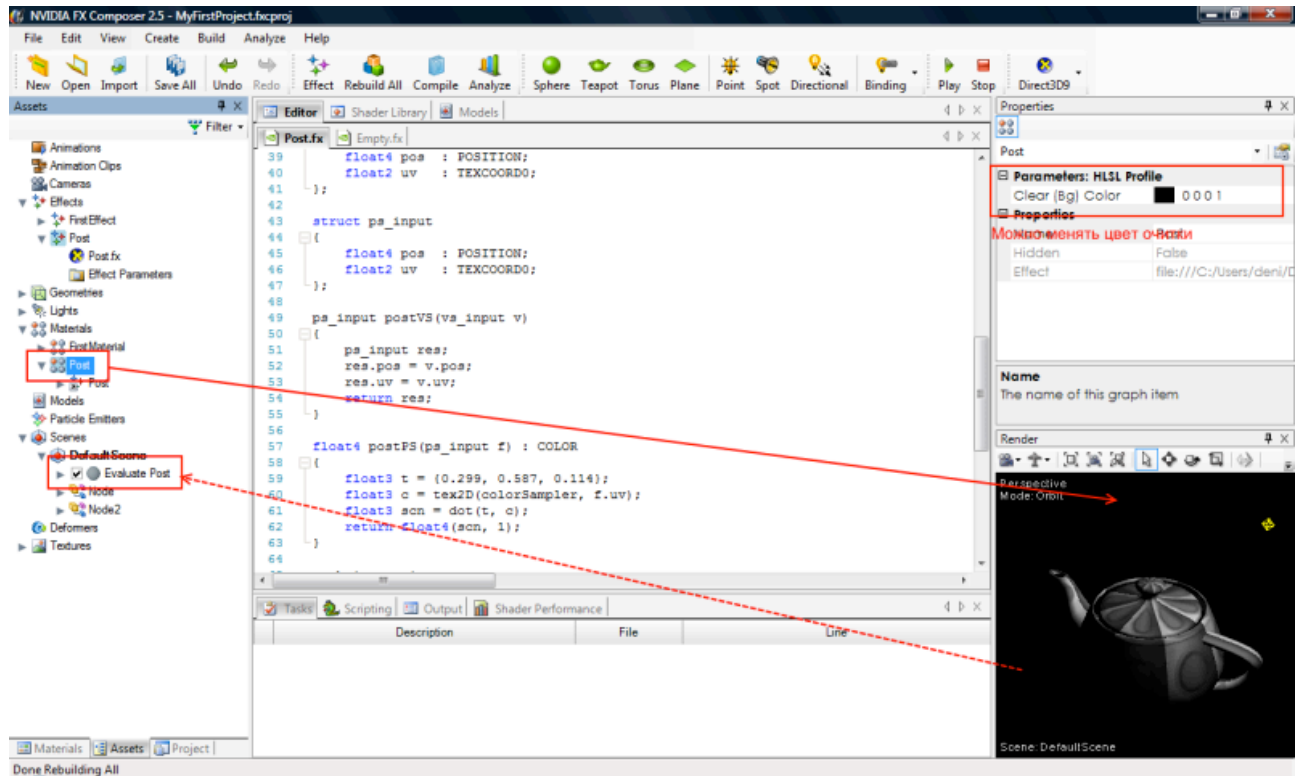 NVIDIA FX Composer 2.5 - MyFirstProject.fxcproj
File Edit View Create Build Analyze Help
New Open Import Save All Undo Redo Effect Rebuild All Compile Analyze Sphere Teapot Torus Plane Point Spot Directional Binding Play Stop Direct3D9
Assets
Filter
Animations
Animation Clips
Cameras
Effects
FirstEffect
Post
Post.fx
Effect Parameters
Geometries
Lights
Materials
FirstMaterial
Post
Post
Models
Particle Emitters
Scenes
DefaultScene
Evaluate Post
Node
Node2
Deformers
Textures
Materials Assets Project
Done Rebuilding All
Editor Shader Library Models
Post.fx Empty.fx
39 float4 pos : POSITION;
40 float2 uv : TEXCOORD0;
41 };
42
43 struct ps_input
44 {
45 float4 pos : POSITION;
46 float2 uv : TEXCOORD0;
47 };
48
49 ps_input postVS(vs_input v)
50 {
51 ps_input res;
52 res.pos = v.pos;
53 res.uv = v.uv;
54 return res;
55 }
56
57 float4 postPS(ps_input f) : COLOR
58 {
59 float3 t = {0.299, 0.587, 0.114};
60 float3 c = tex2D(colorSampler, f.uv);
61 float3 scn = dot(t, c);
62 return float4(scn, 1);
63 }
64
Tasks Scripting Output Shader Performance
Description File Line
Properties
Post
Parameters: HLSL Profile
Clear (Bg) Color 0 0 0 1
Properties
Можно менять цвет очистки
Name Post
Hidden False
Effect file:///C:/Users/deni/D
Name
The name of this graph item
Render
Perspective
Mode: Orbit
Scene: DefaultScene